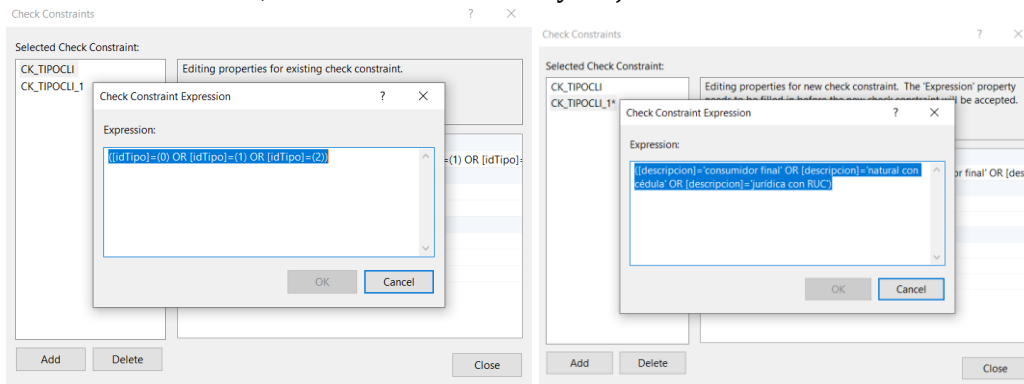 Check Constraints ? ×
Selected Check Constraint:
CK_TIPOCLI
CK_TIPOCLI_1
Editing properties for existing check constraint.
Check Constraint Expression ? ×
Expression:
([idTipo]=(0) OR [idTipo]=(1) OR [idTipo]=(2))
=(1) OR [idTipo]=
OK Cancel
Add Delete
Close
Check Constraints ? ×
Selected Check Constraint:
CK_TIPOCLI
CK_TIPOCLI_1*
Editing properties for new check constraint. The 'Expression' property
needs to be filled in before the new check constraint will be accepted.
Check Constraint Expression ? ×
Expression:
([descripcion]='consumidor final' OR [descripcion]='natural con
cédula' OR [descripcion]='jurídica con RUC')
or final' OR [des
OK Cancel
Add Delete
Close